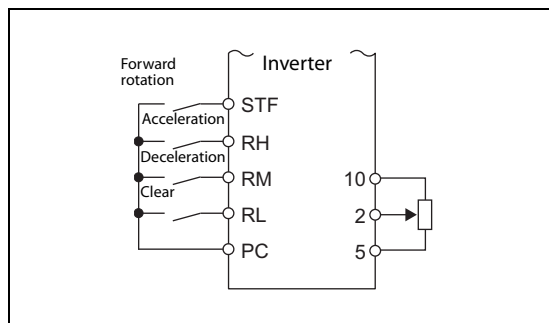 Forward
rotation
Inverter
STF
Acceleration
RH
Deceleration
RM
Clear
RL
PC
10
2
5